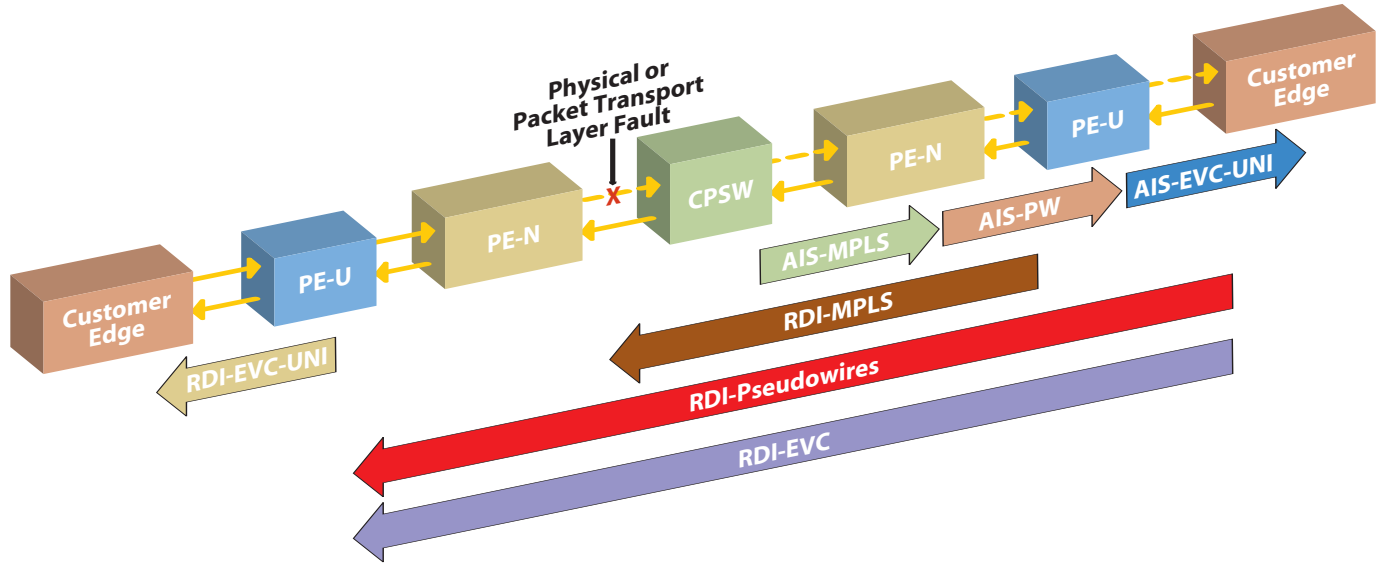 Physical or
Packet Transport
Layer Fault
X
Customer
Edge
PE-U
PE-N
CPSW
PE-N
PE-U
Customer
Edge
AIS-MPLS
AIS-PW
AIS-EVC-UNI
RDI-MPLS
RDI-EVC-UNI
RDI-Pseudowires
RDI-EVC